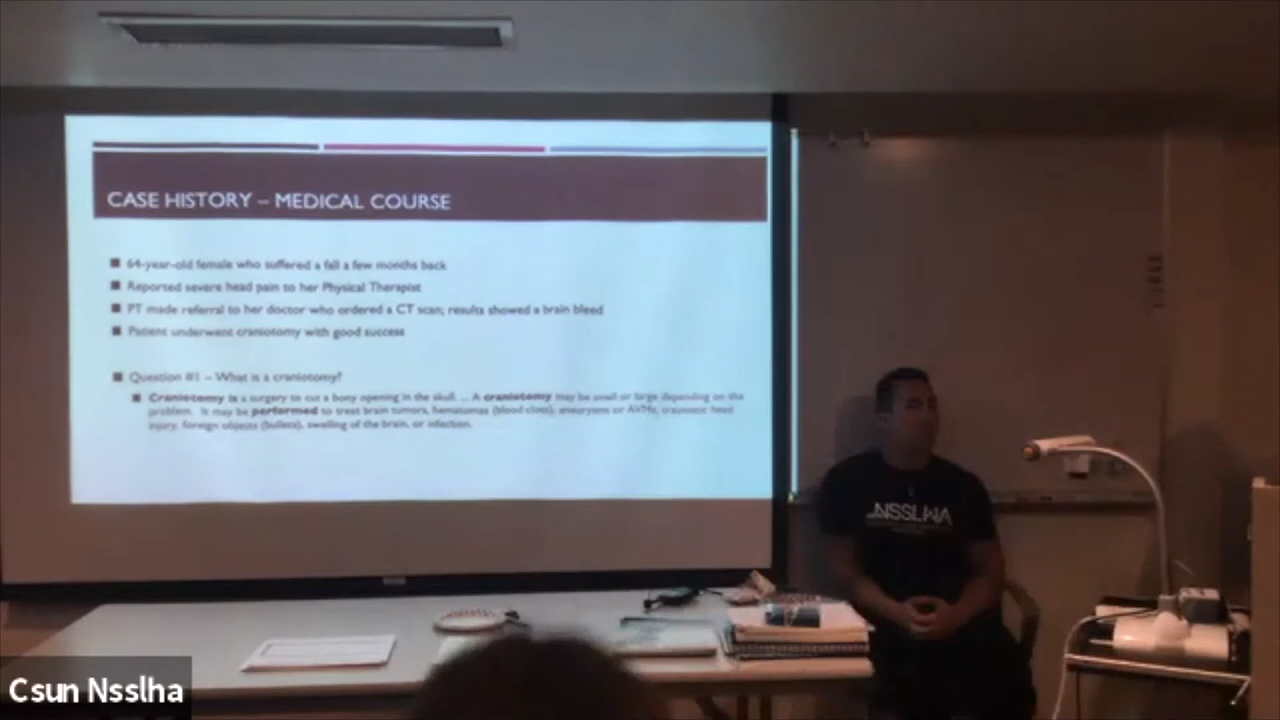 CASE HISTORY – MEDICAL COURSE
64-year-old female who suffered a fall a few months back
Reported severe head pain to her Physical Therapist
PT made referral to her doctor who ordered a CT scan; results showed a brain bleed
Patient underwent craniotomy with good success
Question #1 – What is a craniotomy?
Craniotomy is a surgery to cut a bony opening in the skull. ... A craniotomy may be small or large depending on the
problem. It may be performed to treat brain tumors, hematomas (blood clots), aneurysms or AVMs, traumatic head
injury, foreign objects (bullets), swelling of the brain, or infection.
NSSLHA
Csun Nsslha